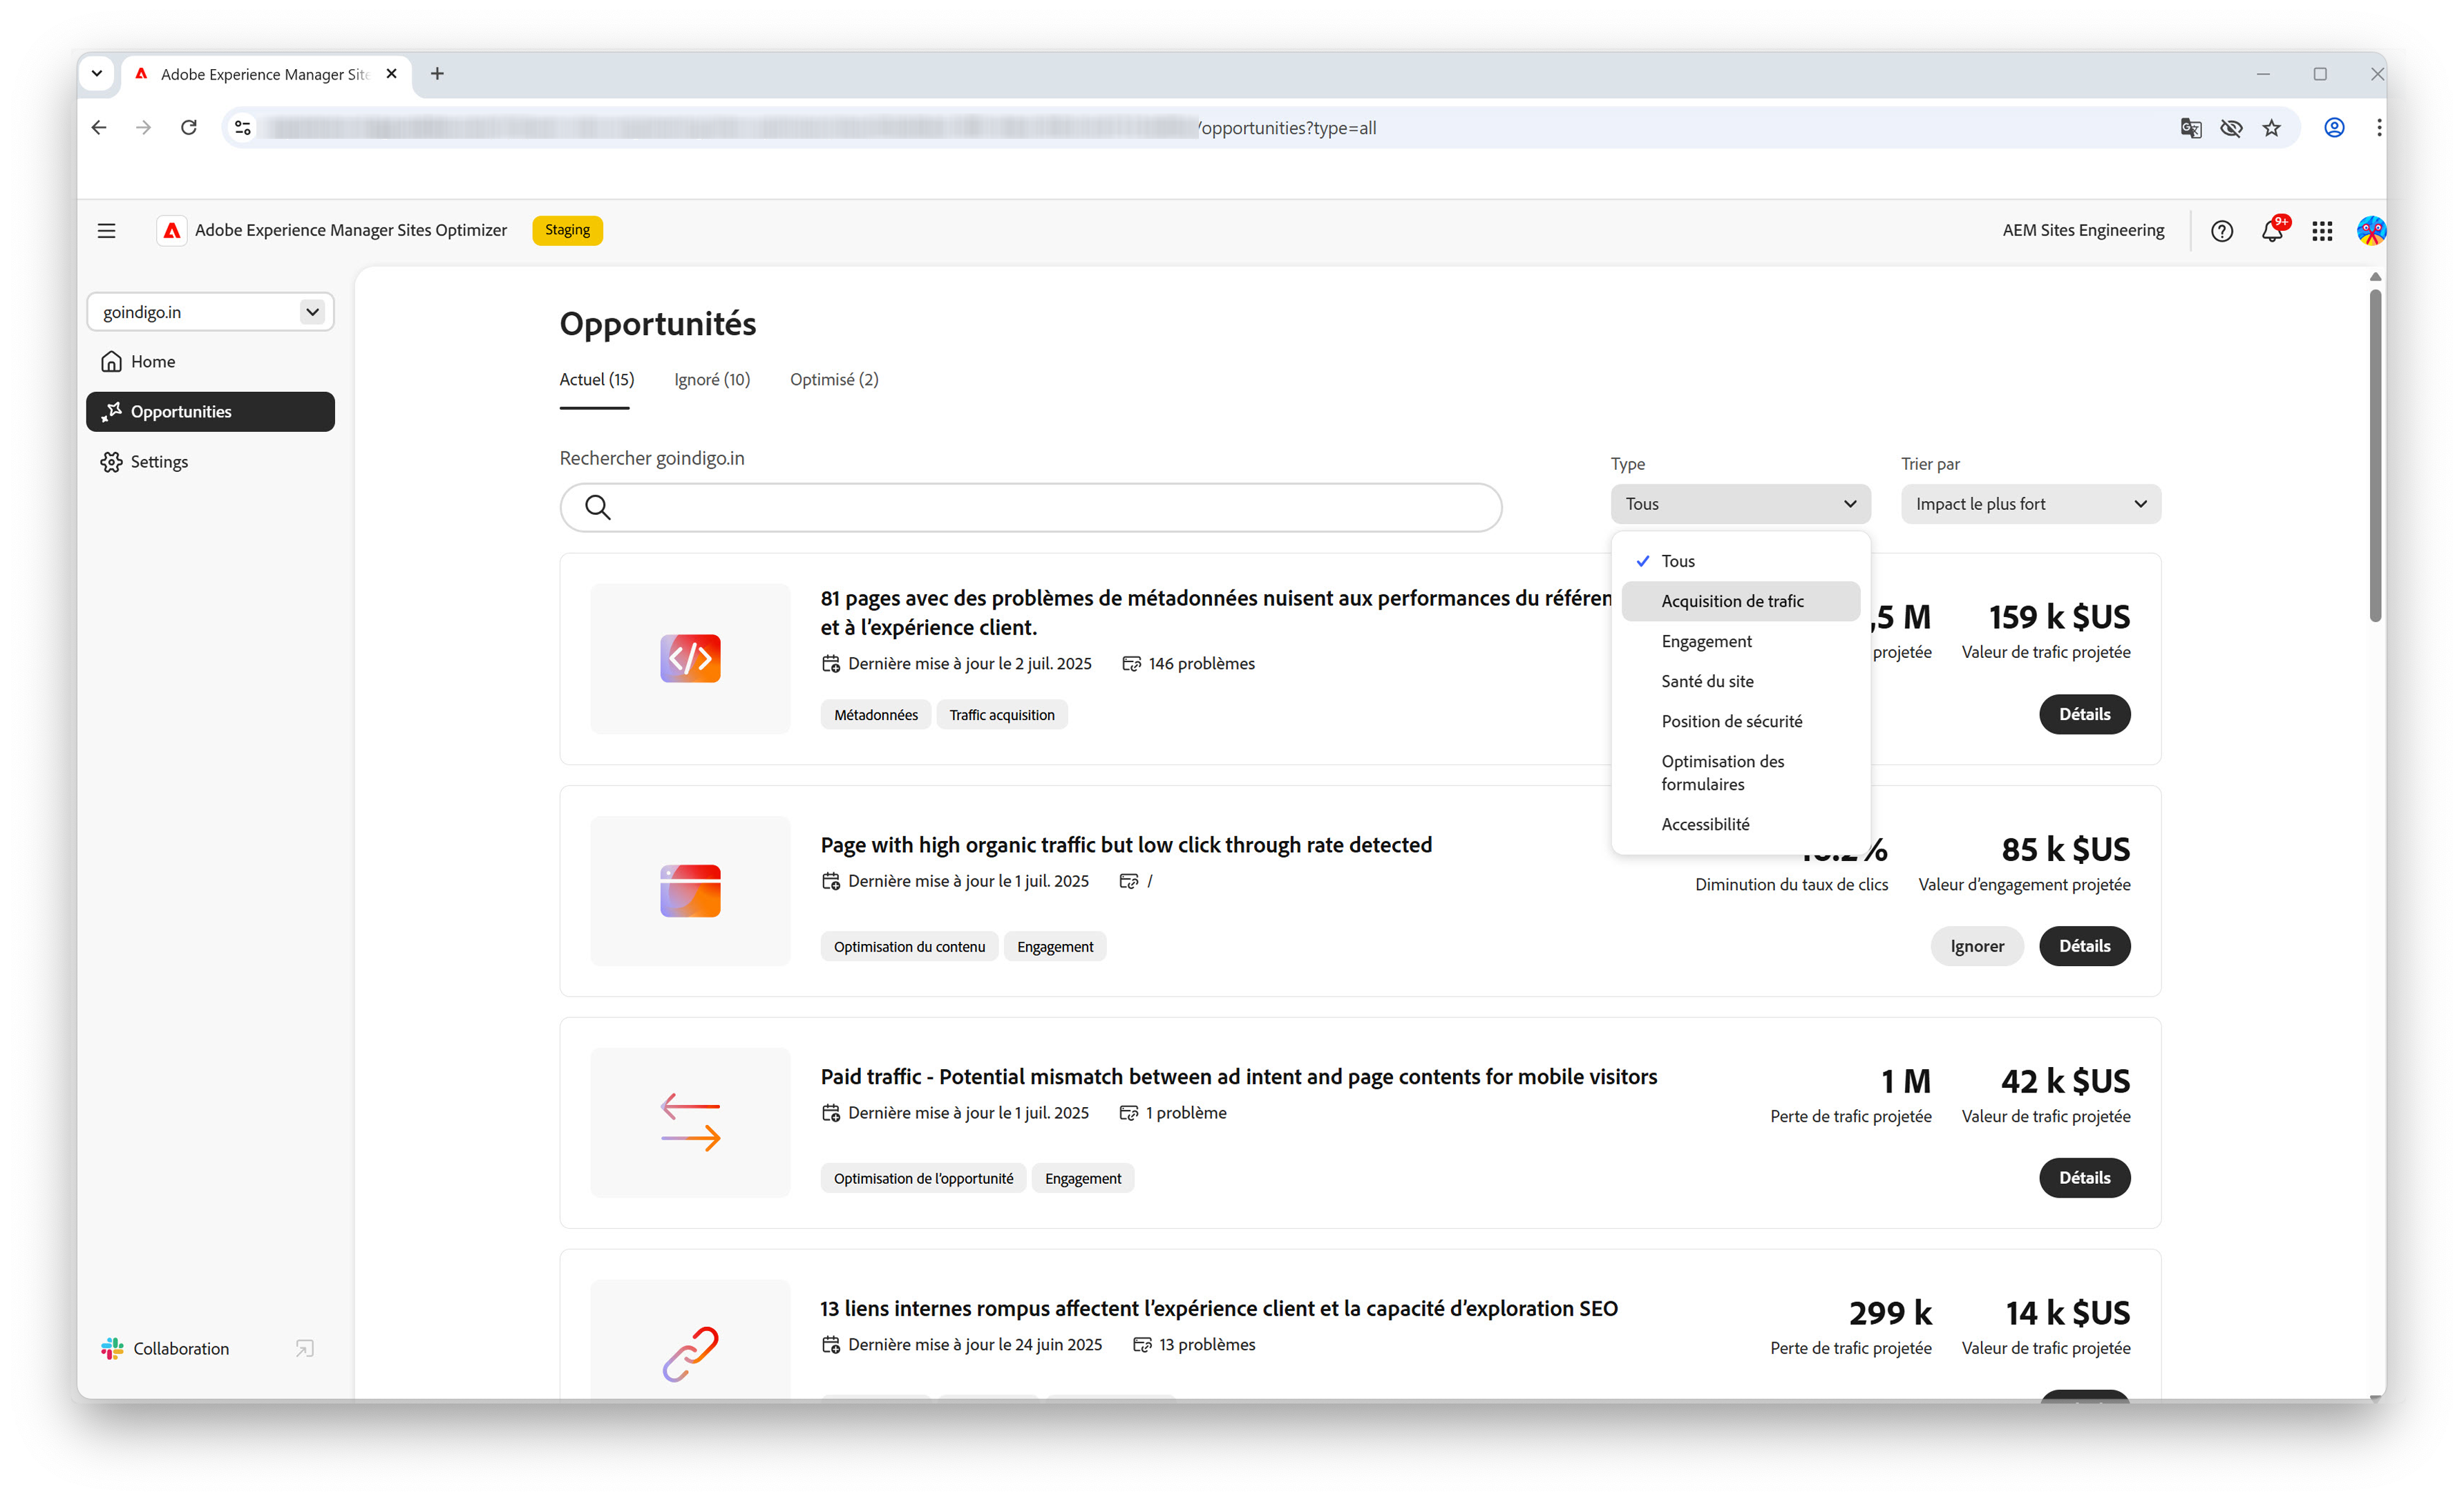 Adobe Experience Manager Site
/opportunities?type=all
Adobe Experience Manager Sites Optimizer
Staging
AEM Sites Engineering
9+
goindigo.in
Home
Opportunities
Settings
Collaboration
Opportunités
Actuel (15)
Ignoré (10)
Optimisé (2)
Rechercher goindigo.in
Type
Tous
Trier par
Impact le plus fort
Tous
Acquisition de trafic
Engagement
Santé du site
Position de sécurité
Optimisation des
formulaires
Accessibilité
81 pages avec des problèmes de métadonnées nuisent aux performances du
et à l’expérience client.
Dernière mise à jour le 2 juil. 2025
146 problèmes
Métadonnées
Traffic acquisition
,5 M
projetée
159 k $US
Valeur de trafic projetée
Détails
Page with high organic traffic but low click through rate detected
Dernière mise à jour le 1 juil. 2025
/
Optimisation du contenu
Engagement
Diminution du taux de clics
85 k $US
Valeur d’engagement projetée
Ignorer
Détails
Paid traffic - Potential mismatch between ad intent and page contents for mobile visitors
Dernière mise à jour le 1 juil. 2025
1 problème
Optimisation de l’opportunité
Engagement
1 M
Perte de trafic projetée
42 k $US
Valeur de trafic projetée
Détails
13 liens internes rompus affectent l’expérience client et la capacité d’exploration SEO
Dernière mise à jour le 24 juin 2025
13 problèmes
299 k
Perte de trafic projetée
14 k $US
Valeur de trafic projetée